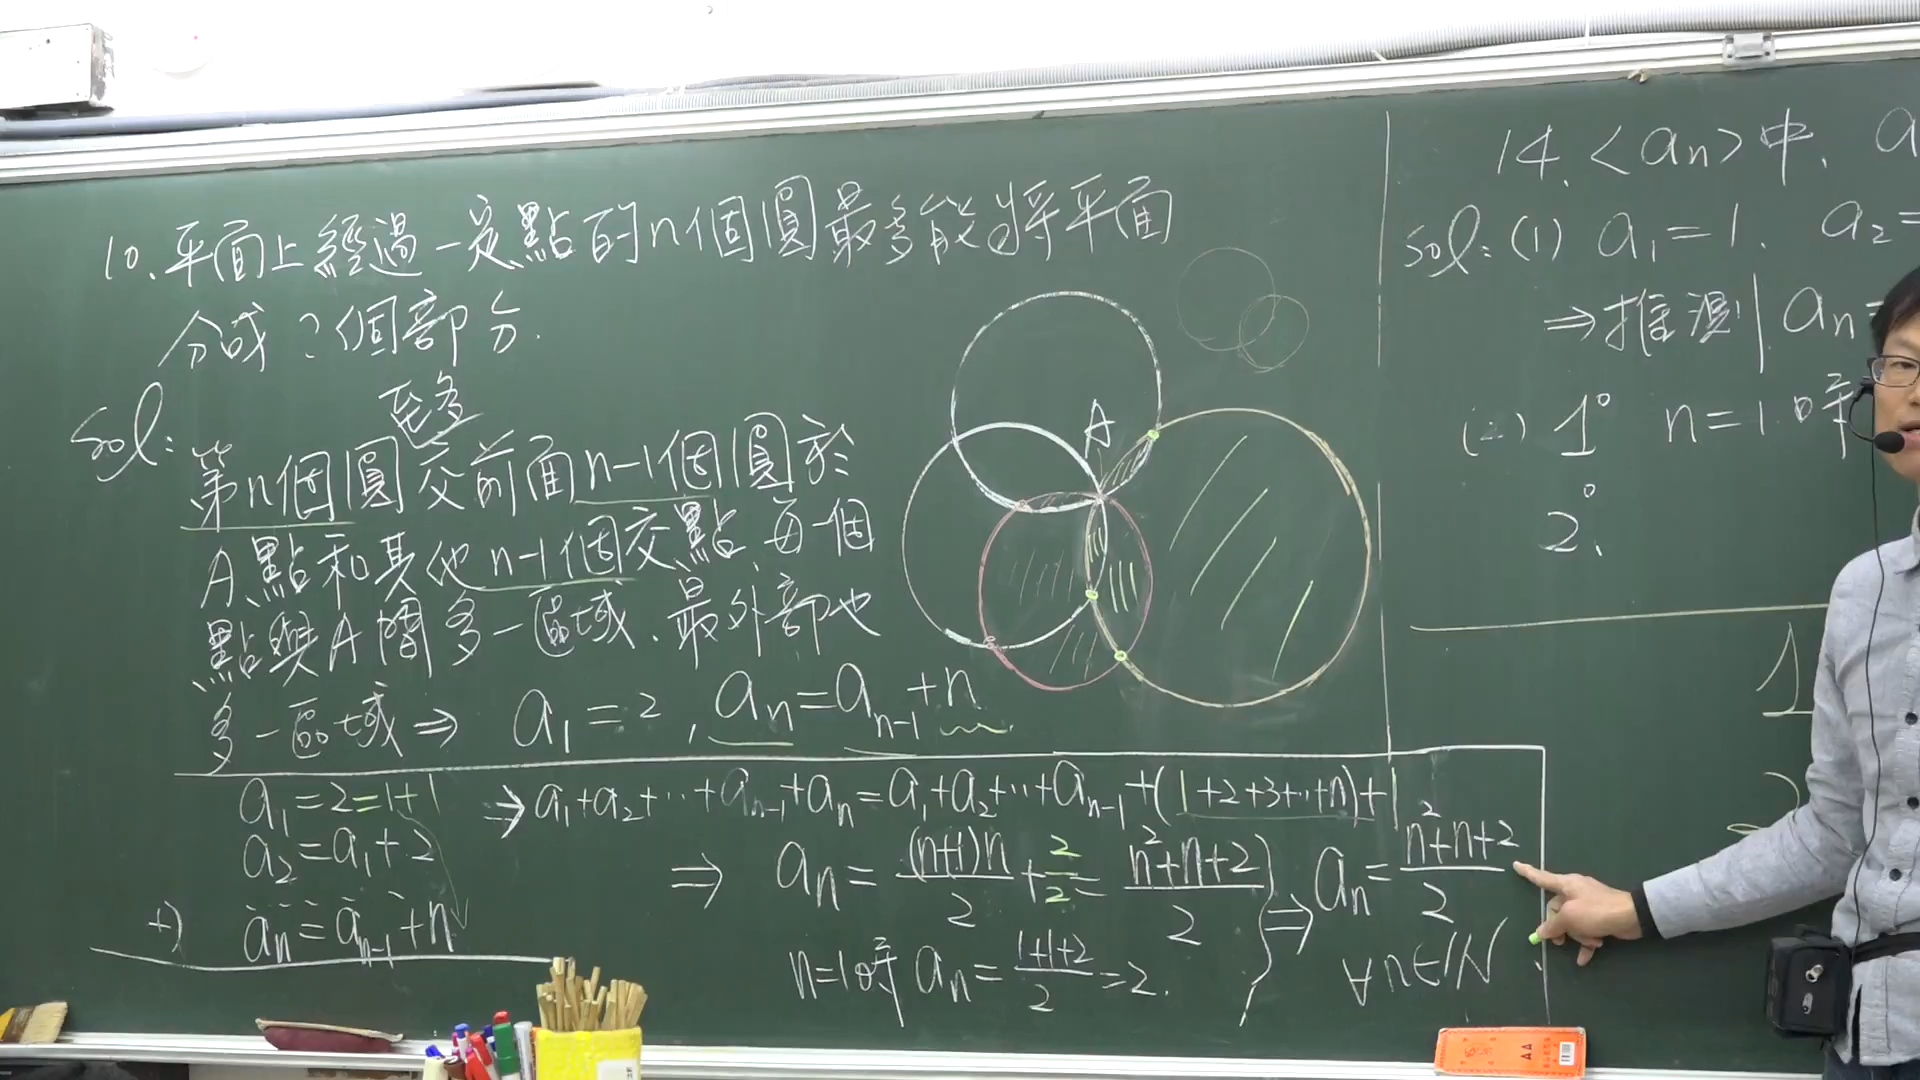 10. 平面上經過一定點的n個圓最多能將平面
分成?個部分.
sol:
至多
第n個圓交前面n-1個圓於
A點和其他n-1個交點, 每一個
點與A間多一區域. 最外部也
多一區域 ⇒ a₁=2, aₙ=aₙ₋₁+n
A
a₁=2=1+1
a₂=a₁+2
+) aₙ=aₙ₋₁+n
⇒ a₁+a₂+⋯+aₙ₋₁+aₙ=a₁+a₂+⋯+aₙ₋₁+(1+2+3+⋯+n)+1
⇒ aₙ=(n+1)n/2+2/2=n²+n+2/2
n=1時 aₙ=1+1+2/2=2.
⇒ aₙ=n²+n+2/2
∀n∈N
14. <aₙ>中. a
sol: (1) a₁=1. a₂=
⇒推測 aₙ=
(2) 1° n=1時
2°
1
2